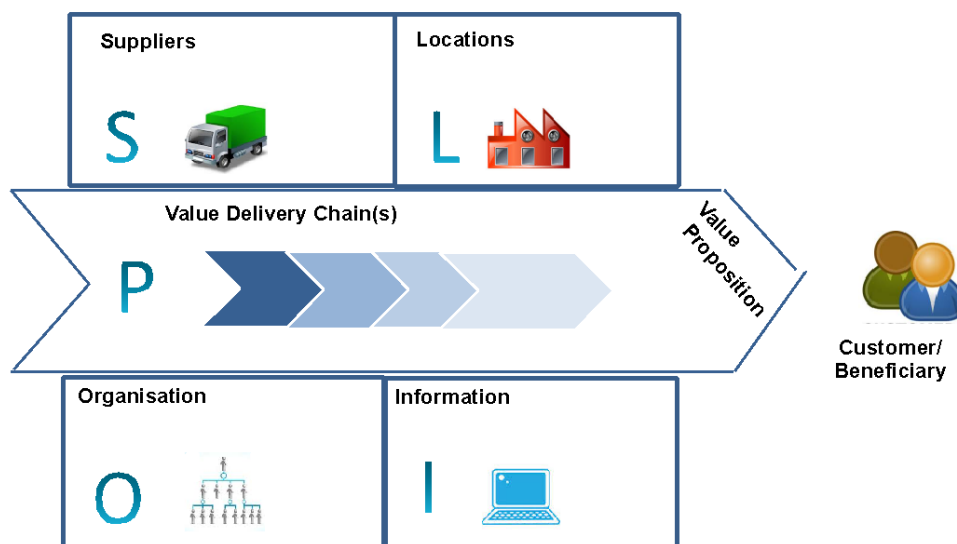 Suppliers
Locations
S
L
Value Delivery Chain(s)
Value
Proposition
P
Customer/
Beneficiary
Organisation
Information
O
I